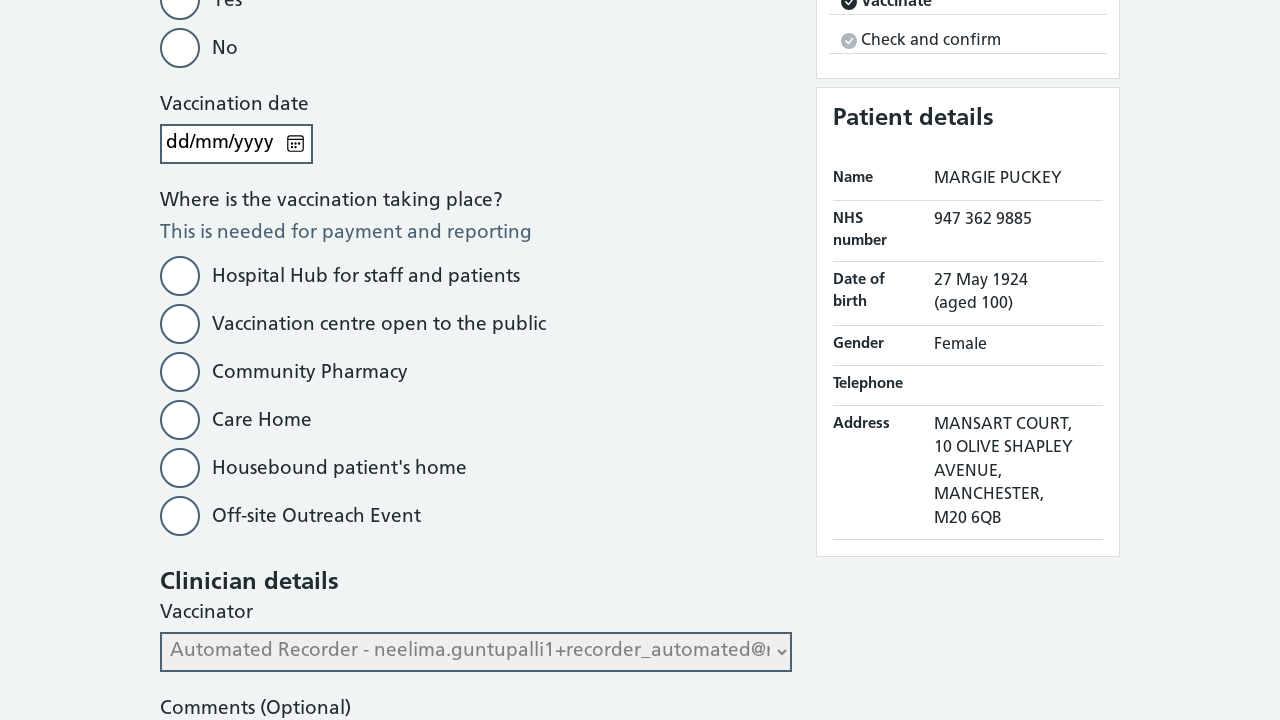 Yes
No
Vaccination date
dd/mm/yyyy
Where is the vaccination taking place?
This is needed for payment and reporting
Hospital Hub for staff and patients
Vaccination centre open to the public
Community Pharmacy
Care Home
Housebound patient's home
Off-site Outreach Event
Clinician details
Vaccinator
Automated Recorder - neelima.guntupalli1+recorder_automated@
Comments (Optional)
Vaccinate
Check and confirm
Patient details
Name MARGIE PUCKEY
NHS number 947 362 9885
Date of birth 27 May 1924
(aged 100)
Gender Female
Telephone
Address MANSART COURT,
10 OLIVE SHAPLEY
AVENUE,
MANCHESTER,
M20 6QB